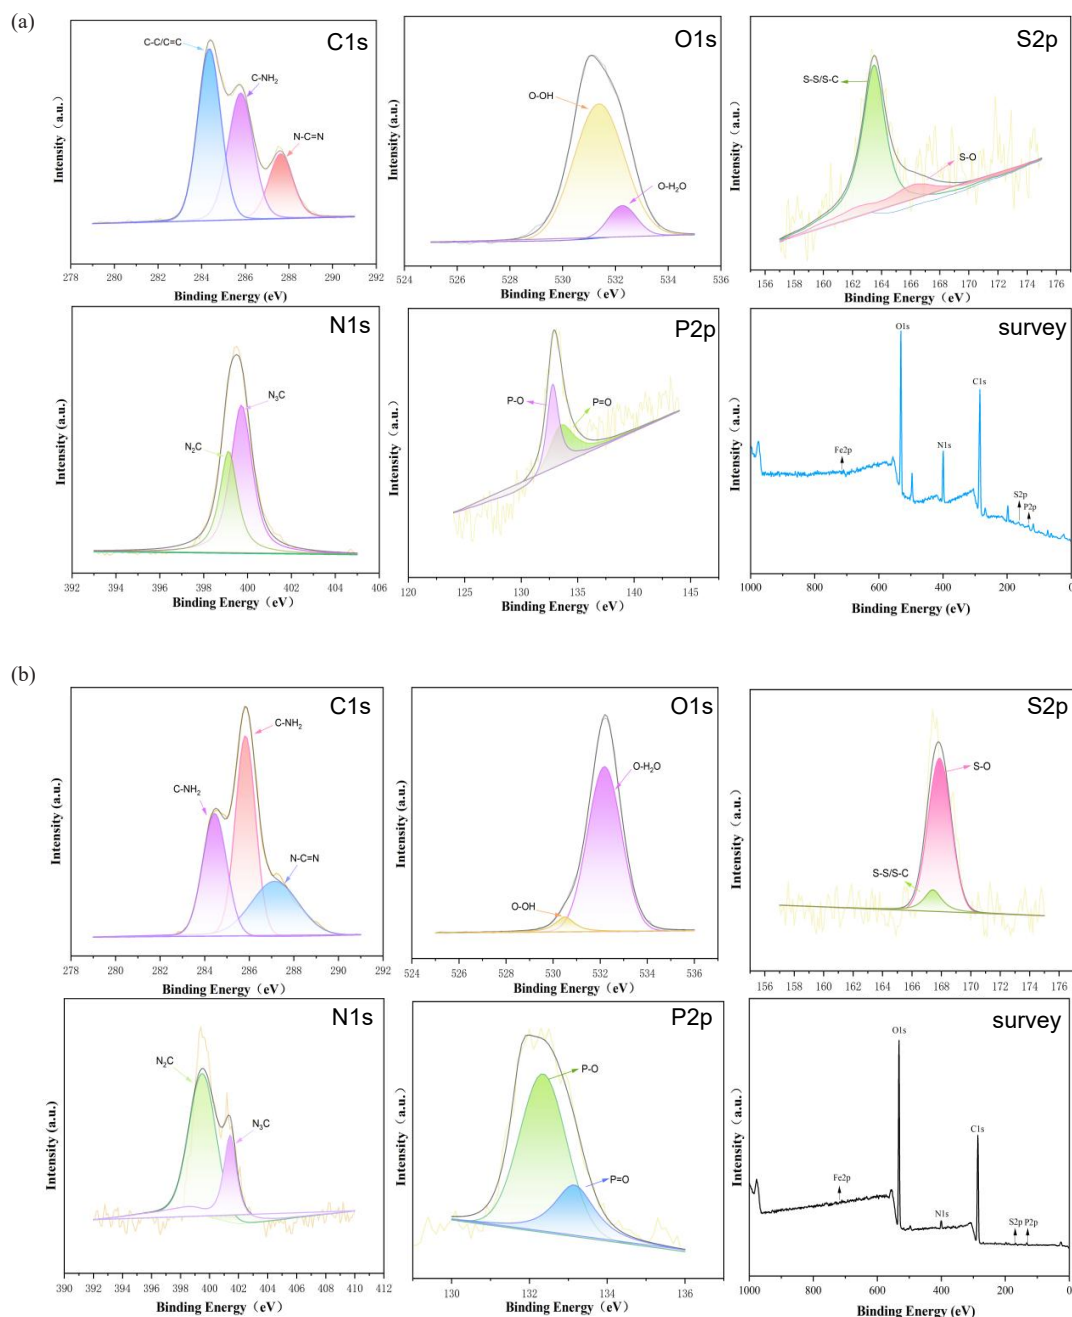 (a)
C1s
C-C/C=C
C-NH₂
N-C=N
Intensity (a.u.)
278 280 282 284 286 288 290 292
Binding Energy (eV)
O1s
O-OH
O-H₂O
Intensity (a.u.)
524 526 528 530 532 534 536
Binding Energy (eV)
S2p
S-S/S-C
S-O
Intensity (a.u.)
156 158 160 162 164 166 168 170 172 174 176
Binding Energy (eV)
N1s
N₃C
N₂C
Intensity (a.u.)
392 394 396 398 400 402 404 406
Binding Energy (eV)
P2p
P-O
P=O
Intensity (a.u.)
120 125 130 135 140 145
Binding Energy (eV)
survey
O1s
C1s
Fe2p
N1s
S2p
P2p
Intensity (a.u.)
1000 800 600 400 200 0
Binding Energy (eV)
(b)
C1s
C-NH₂
C-NH₂
N-C=N
Intensity (a.u.)
278 280 282 284 286 288 290 292
Binding Energy (eV)
O1s
O-H₂O
O-OH
Intensity (a.u.)
524 526 528 530 532 534 536
Binding Energy (eV)
S2p
S-O
S-S/S-C
Intensity (a.u.)
156 158 160 162 164 166 168 170 172 174 176
Binding Energy (eV)
N1s
N₂C
N₃C
Intensity (a.u.)
390 392 394 396 398 400 402 404 406 408 410 412
Binding Energy (eV)
P2p
P-O
P=O
Intensity (a.u.)
130 132 134 136
Binding Energy (eV)
survey
O1s
C1s
Fe2p
N1s
S2p P2p
Intensity (a.u.)
1000 800 600 400 200 0
Binding Energy (eV)